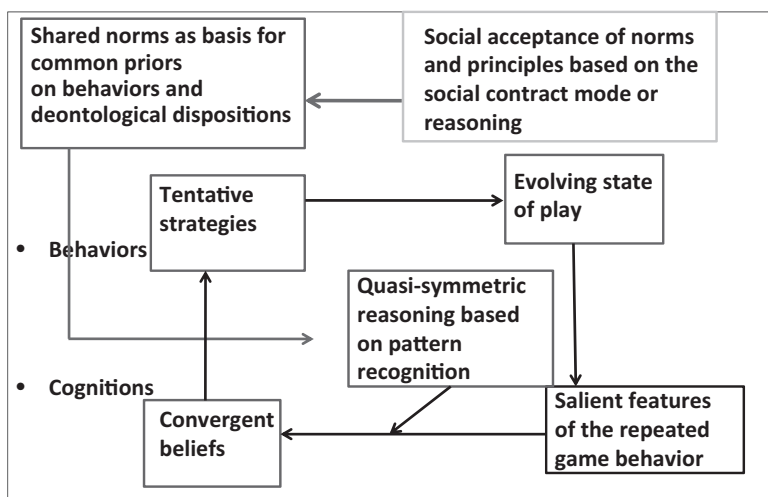 Shared norms as basis for
common priors
on behaviors and
deontological dispositions
Social acceptance of norms
and principles based on the
social contract mode or
reasoning
Tentative
strategies
Evolving state
of play
• Behaviors
Quasi-symmetric
reasoning based
on pattern
recognition
• Cognitions
Convergent
beliefs
Salient features
of the repeated
game behavior